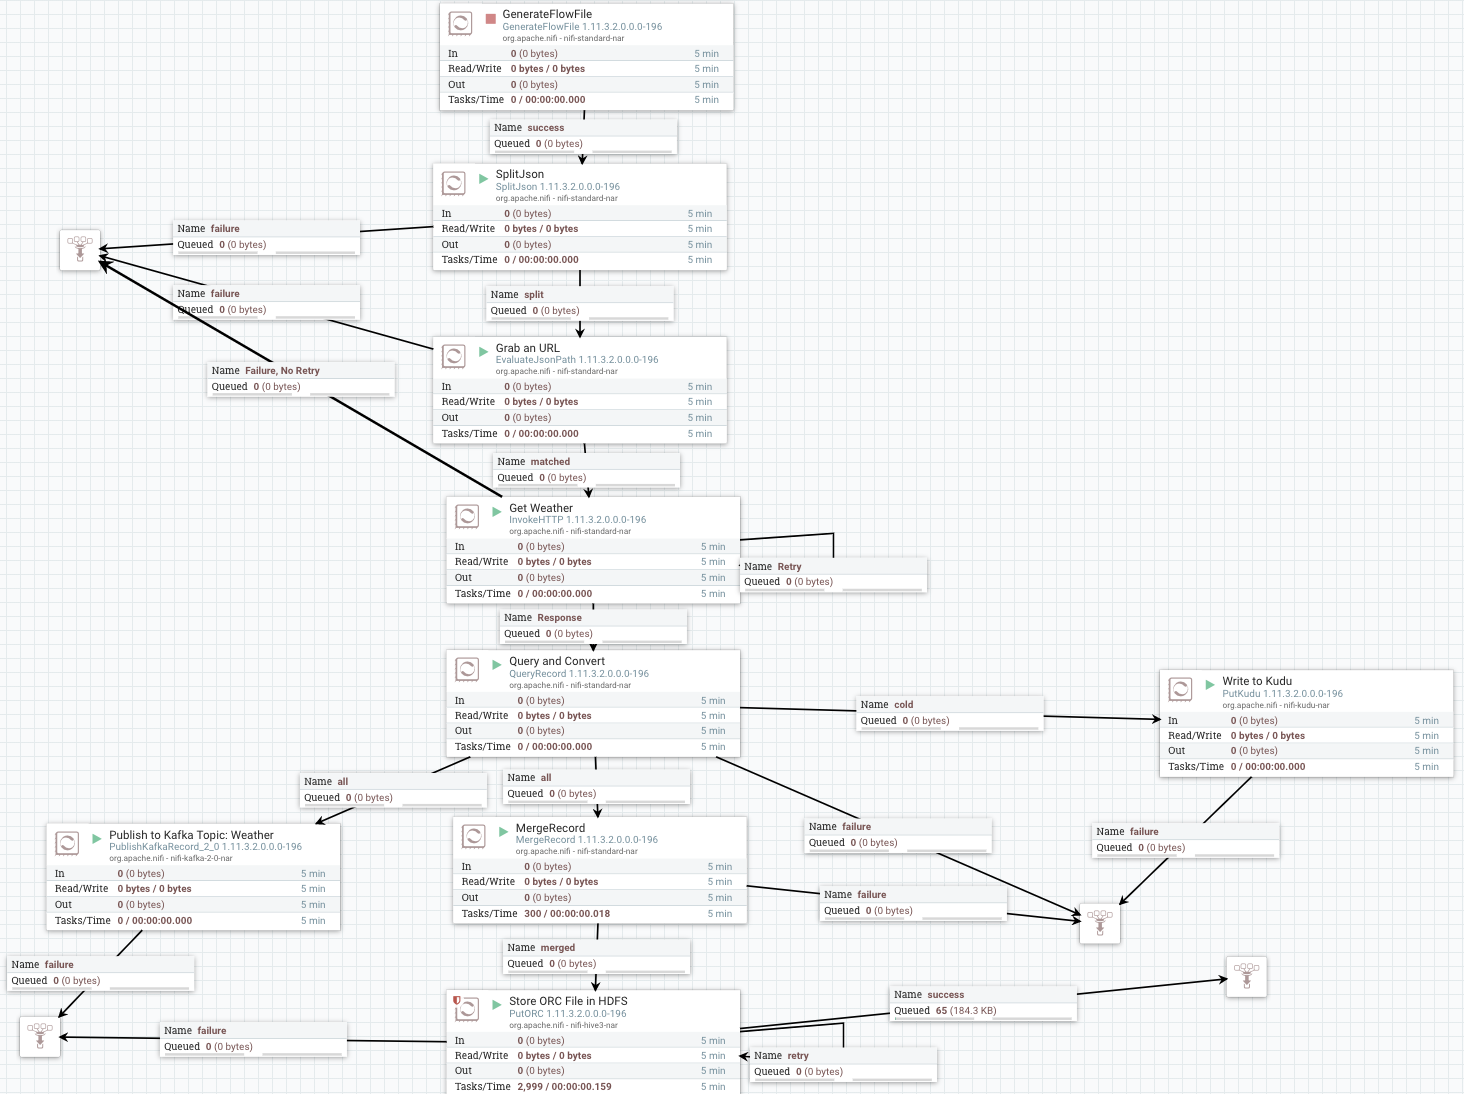 GenerateFlowFile
GenerateFlowFile 1.11.3.2.0.0.0-196
org.apache.nifi - nifi-standard-nar
In 0 (0 bytes) 5 min
Read/Write 0 bytes / 0 bytes 5 min
Out 0 (0 bytes) 5 min
Tasks/Time 0 / 00:00:00.000 5 min
Name success
Queued 0 (0 bytes)
SplitJson
SplitJson 1.11.3.2.0.0.0-196
org.apache.nifi - nifi-standard-nar
In 0 (0 bytes) 5 min
Read/Write 0 bytes / 0 bytes 5 min
Out 0 (0 bytes) 5 min
Tasks/Time 0 / 00:00:00.000 5 min
Name failure
Queued 0 (0 bytes)
Name failure
Queued 0 (0 bytes)
Name split
Queued 0 (0 bytes)
Grab an URL
EvaluateJsonPath 1.11.3.2.0.0.0-196
org.apache.nifi - nifi-standard-nar
In 0 (0 bytes) 5 min
Read/Write 0 bytes / 0 bytes 5 min
Out 0 (0 bytes) 5 min
Tasks/Time 0 / 00:00:00.000 5 min
Name Failure, No Retry
Queued 0 (0 bytes)
Name matched
Queued 0 (0 bytes)
Get Weather
InvokeHTTP 1.11.3.2.0.0.0-196
org.apache.nifi - nifi-standard-nar
In 0 (0 bytes) 5 min
Read/Write 0 bytes / 0 bytes 5 min
Out 0 (0 bytes) 5 min
Tasks/Time 0 / 00:00:00.000 5 min
Name Retry
Queued 0 (0 bytes)
Name Response
Queued 0 (0 bytes)
Query and Convert
QueryRecord 1.11.3.2.0.0.0-196
org.apache.nifi - nifi-standard-nar
In 0 (0 bytes) 5 min
Read/Write 0 bytes / 0 bytes 5 min
Out 0 (0 bytes) 5 min
Tasks/Time 0 / 00:00:00.000 5 min
Name cold
Queued 0 (0 bytes)
Write to Kudu
PutKudu 1.11.3.2.0.0.0-196
org.apache.nifi - nifi-kudu-nar
In 0 (0 bytes) 5 min
Read/Write 0 bytes / 0 bytes 5 min
Out 0 (0 bytes) 5 min
Tasks/Time 0 / 00:00:00.000 5 min
Name all
Queued 0 (0 bytes)
Name all
Queued 0 (0 bytes)
Publish to Kafka Topic: Weather
PublishKafkaRecord_2_0 1.11.3.2.0.0.0-196
org.apache.nifi - nifi-kafka-2-0-nar
In 0 (0 bytes) 5 min
Read/Write 0 bytes / 0 bytes 5 min
Out 0 (0 bytes) 5 min
Tasks/Time 0 / 00:00:00.000 5 min
MergeRecord
MergeRecord 1.11.3.2.0.0.0-196
org.apache.nifi - nifi-standard-nar
In 0 (0 bytes) 5 min
Read/Write 0 bytes / 0 bytes 5 min
Out 0 (0 bytes) 5 min
Tasks/Time 300 / 00:00:00.018 5 min
Name failure
Queued 0 (0 bytes)
Name failure
Queued 0 (0 bytes)
Name failure
Queued 0 (0 bytes)
Name failure
Queued 0 (0 bytes)
Name merged
Queued 0 (0 bytes)
Store ORC File in HDFS
PutORC 1.11.3.2.0.0.0-196
org.apache.nifi - nifi-hive3-nar
In 0 (0 bytes) 5 min
Read/Write 0 bytes / 0 bytes 5 min
Out 0 (0 bytes) 5 min
Tasks/Time 2,999 / 00:00:00.159 5 min
Name success
Queued 65 (184.3 KB)
Name failure
Queued 0 (0 bytes)
Name retry
Queued 0 (0 bytes)